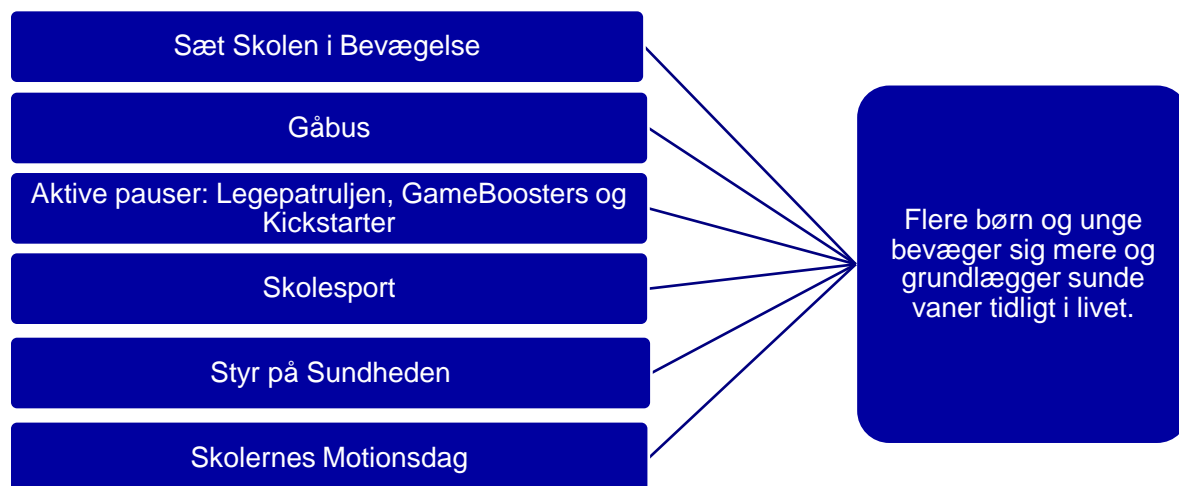 Sæt Skolen i Bevægelse
Gåbus
Aktive pauser: Legepatruljen, GameBoosters og
Kickstarter
Skolesport
Styr på Sundheden
Skolernes Motionsdag
Flere børn og unge
bevæger sig mere og
grundlægger sunde
vaner tidligt i livet.